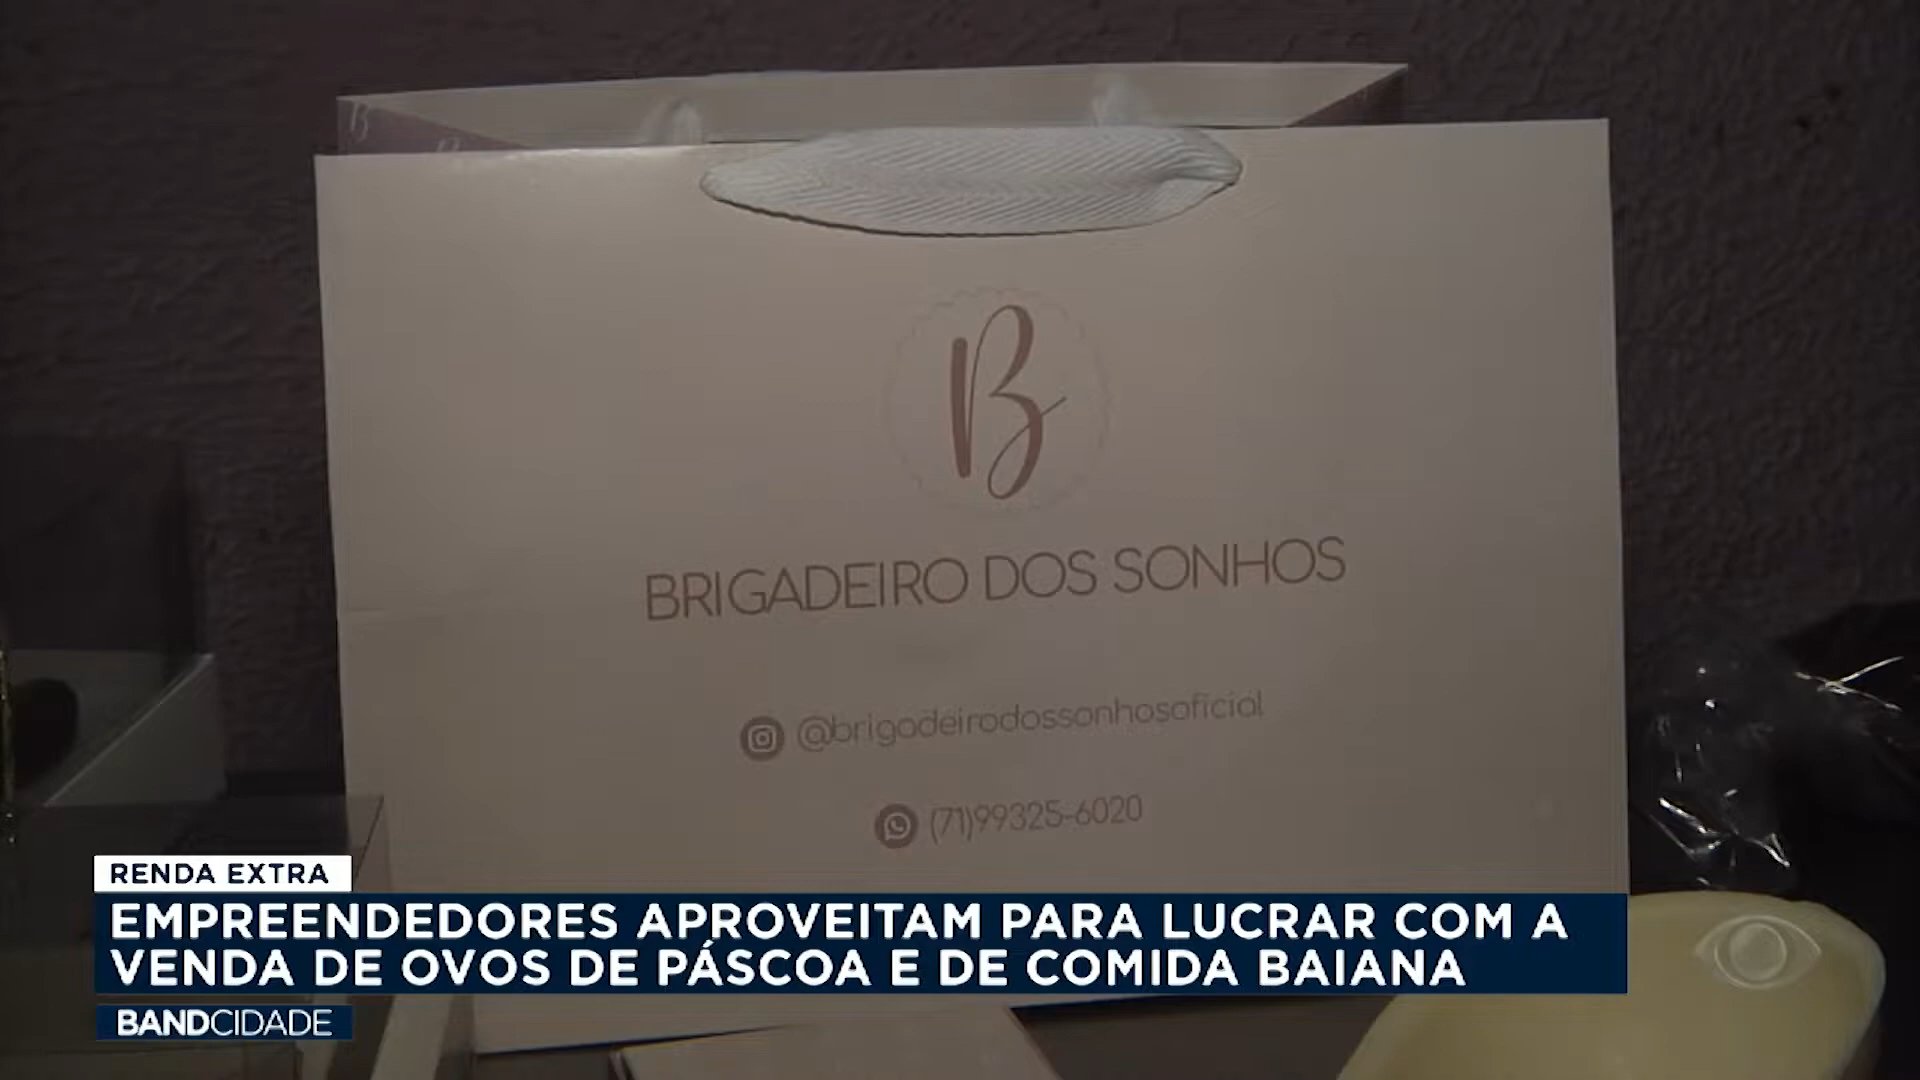 B
BRIGADEIRO DOS SONHOS
@brigadeirodossonhosoficial
(71)99325-6020
RENDA EXTRA
EMPREENDEDORES APROVEITAM PARA LUCRAR COM A
VENDA DE OVOS DE PÁSCOA E DE COMIDA BAIANA
BANDCIDADE